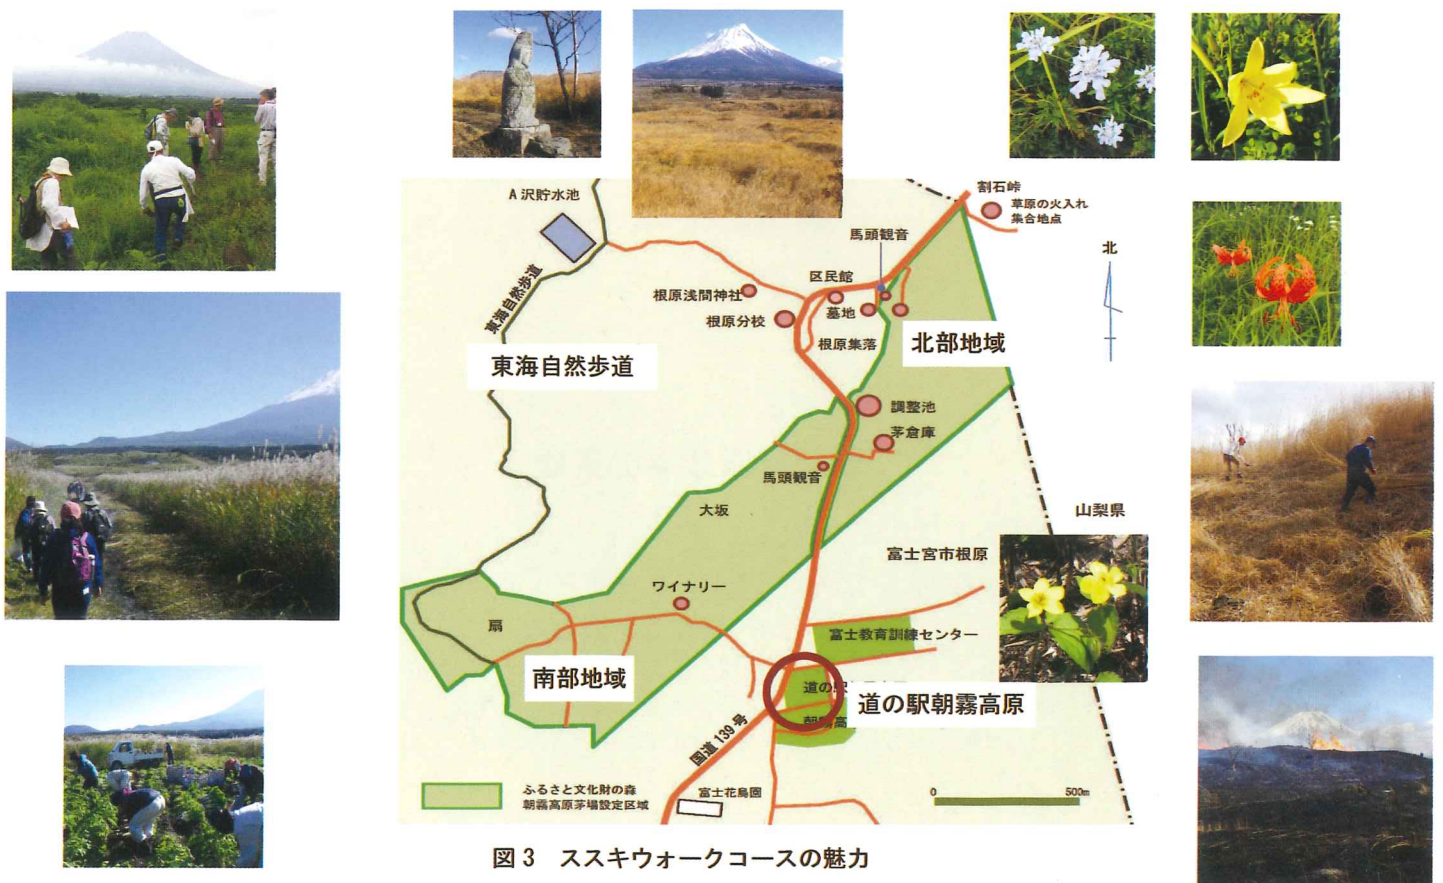 A沢貯水池
割石峠
草原の火入れ
集合地点
馬頭観音
北
区民館
東海自然歩道
根原浅間神社
根原分校
墓地
根原集落
北部地域
東海自然歩道
調整池
茅倉庫
馬頭観音
大坂
山梨県
富士宮市根原
ワイナリー
扇
富士教育訓練センター
南部地域
道の駅
道の駅朝霧高原
朝霧高
国道139号
ふるさと文化財の森
朝霧高原茅場設定区域
富士花鳥園
0
500m
図3 ススキウォークコースの魅力